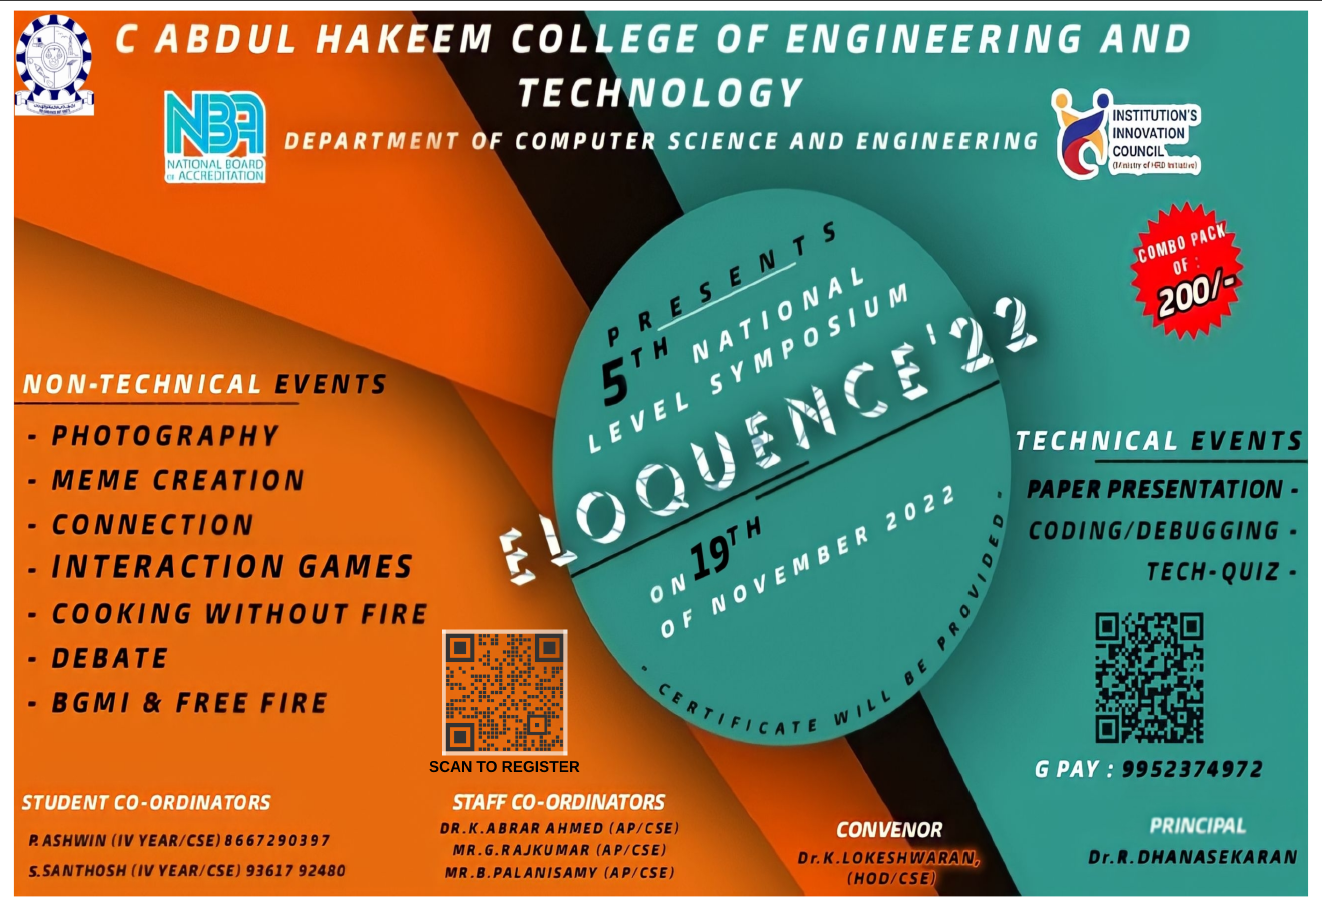 C ABDUL HAKEEM COLLEGE OF ENGINEERING AND
TECHNOLOGY
DEPARTMENT OF COMPUTER SCIENCE AND ENGINEERING
NBA
NATIONAL BOARD
OF ACCREDITATION
INSTITUTION'S
INNOVATION
COUNCIL
(Ministry of HRD Initiative)
COMBO PACK
OF :
200/-
PRESENTS
5TH NATIONAL
LEVEL SYMPOSIUM
ELOQUENCE'22
ON 19TH
OF NOVEMBER 2022
- CERTIFICATE WILL BE PROVIDED -
NON-TECHNICAL EVENTS
- PHOTOGRAPHY
- MEME CREATION
- CONNECTION
- INTERACTION GAMES
- COOKING WITHOUT FIRE
- DEBATE
- BGMI & FREE FIRE
TECHNICAL EVENTS
PAPER PRESENTATION -
CODING/DEBUGGING -
TECH-QUIZ -
SCAN TO REGISTER
G PAY : 9952374972
STUDENT CO-ORDINATORS
P.ASHWIN (IV YEAR/CSE) 8667290397
S.SANTHOSH (IV YEAR/CSE) 93617 92480
STAFF CO-ORDINATORS
DR.K.ABRAR AHMED (AP/CSE)
MR.G.RAJKUMAR (AP/CSE)
MR.B.PALANISAMY (AP/CSE)
CONVENOR
Dr.K.LOKESHWARAN,
(HOD/CSE)
PRINCIPAL
Dr.R.DHANASEKARAN